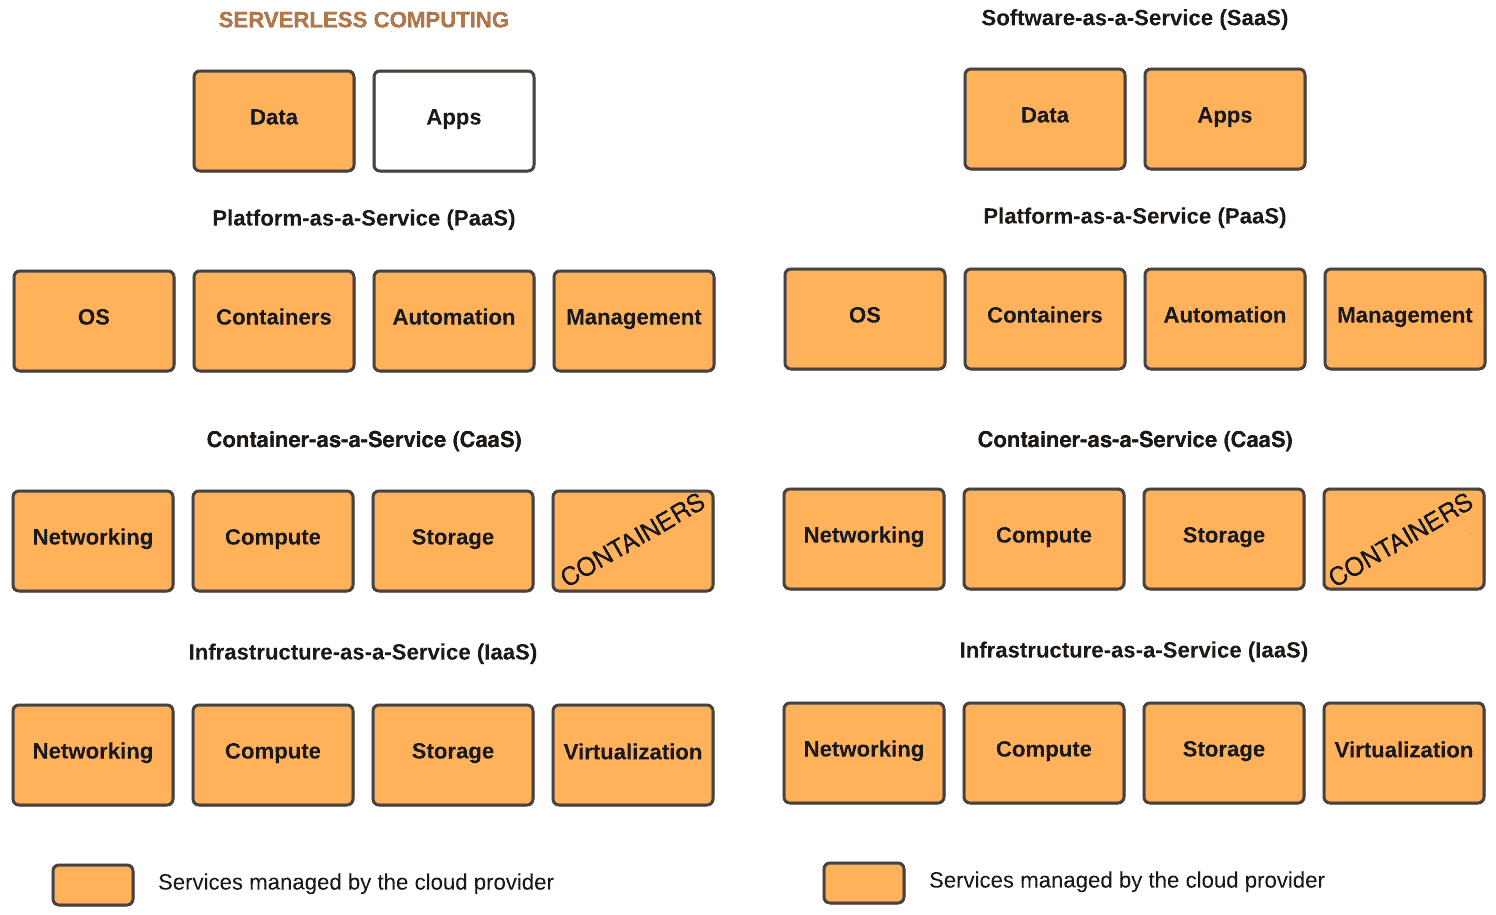 SERVERLESS COMPUTING
Data
Apps
Platform-as-a-Service (PaaS)
OS
Containers
Automation
Management
Container-as-a-Service (CaaS)
Networking
Compute
Storage
CONTAINERS
Infrastructure-as-a-Service (IaaS)
Networking
Compute
Storage
Virtualization
Services managed by the cloud provider
Software-as-a-Service (SaaS)
Data
Apps
Platform-as-a-Service (PaaS)
OS
Containers
Automation
Management
Container-as-a-Service (CaaS)
Networking
Compute
Storage
CONTAINERS
Infrastructure-as-a-Service (IaaS)
Networking
Compute
Storage
Virtualization
Services managed by the cloud provider